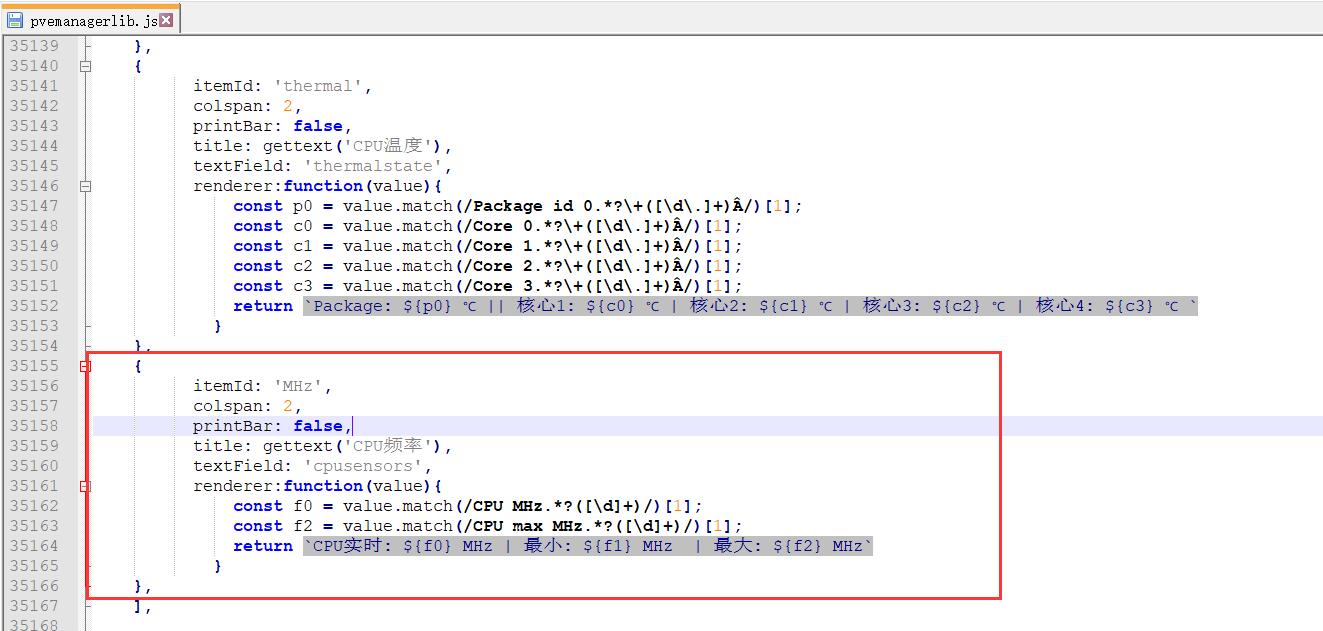 pvemanagerlib.js
35139 },
35140 {
35141 itemId: 'thermal',
35142 colspan: 2,
35143 printBar: false,
35144 title: gettext('CPU温度'),
35145 textField: 'thermalstate',
35146 renderer:function(value){
35147 const p0 = value.match(/Package id 0.*?\+([\d\.]+)Â/)[1];
35148 const c0 = value.match(/Core 0.*?\+([\d\.]+)Â/)[1];
35149 const c1 = value.match(/Core 1.*?\+([\d\.]+)Â/)[1];
35150 const c2 = value.match(/Core 2.*?\+([\d\.]+)Â/)[1];
35151 const c3 = value.match(/Core 3.*?\+([\d\.]+)Â/)[1];
35152 return `Package: ${p0} ℃ || 核心1: ${c0} ℃ | 核心2: ${c1} ℃ | 核心3: ${c2} ℃ | 核心4: ${c3} ℃ `
35153 }
35154 },
35155 {
35156 itemId: 'MHz',
35157 colspan: 2,
35158 printBar: false,
35159 title: gettext('CPU频率'),
35160 textField: 'cpusensors',
35161 renderer:function(value){
35162 const f0 = value.match(/CPU MHz.*?([\d]+)/)[1];
35163 const f2 = value.match(/CPU max MHz.*?([\d]+)/)[1];
35164 return `CPU实时: ${f0} MHz | 最小: ${f1} MHz  | 最大: ${f2} MHz`
35165 }
35166 },
35167 ],
35168